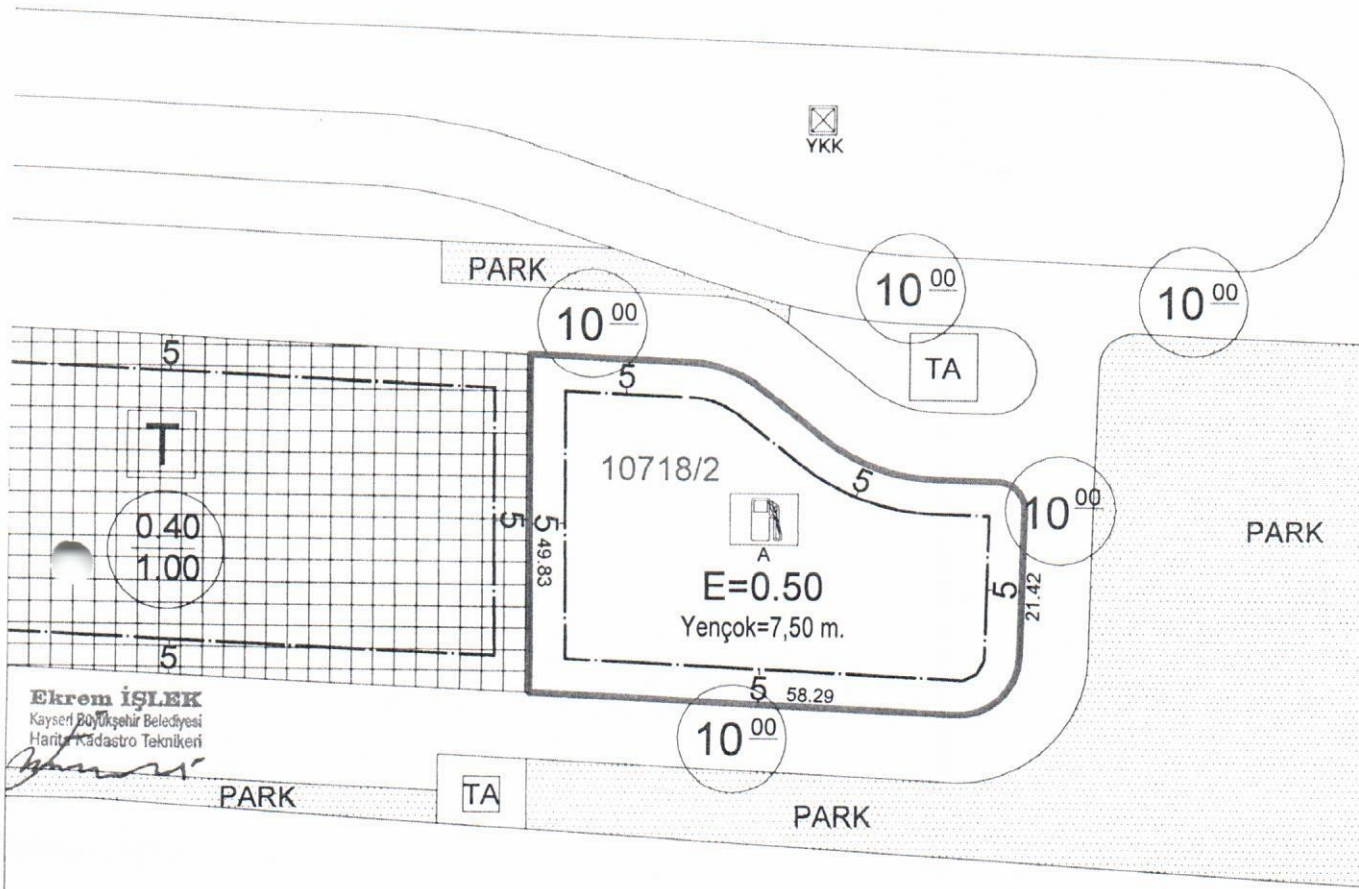 YKK
PARK
10 00
10 00
10 00
5
5
TA
T
10718/2
5
0.40
1.00
5
5
49.83
10 00
PARK
A
E=0.50
Yençok=7,50 m.
5
21.42
5
5
58.29
Ekrem İŞLEK
Kayseri Büyükşehir Belediyesi
Harita Kadastro Teknikeri
10 00
PARK
TA
PARK